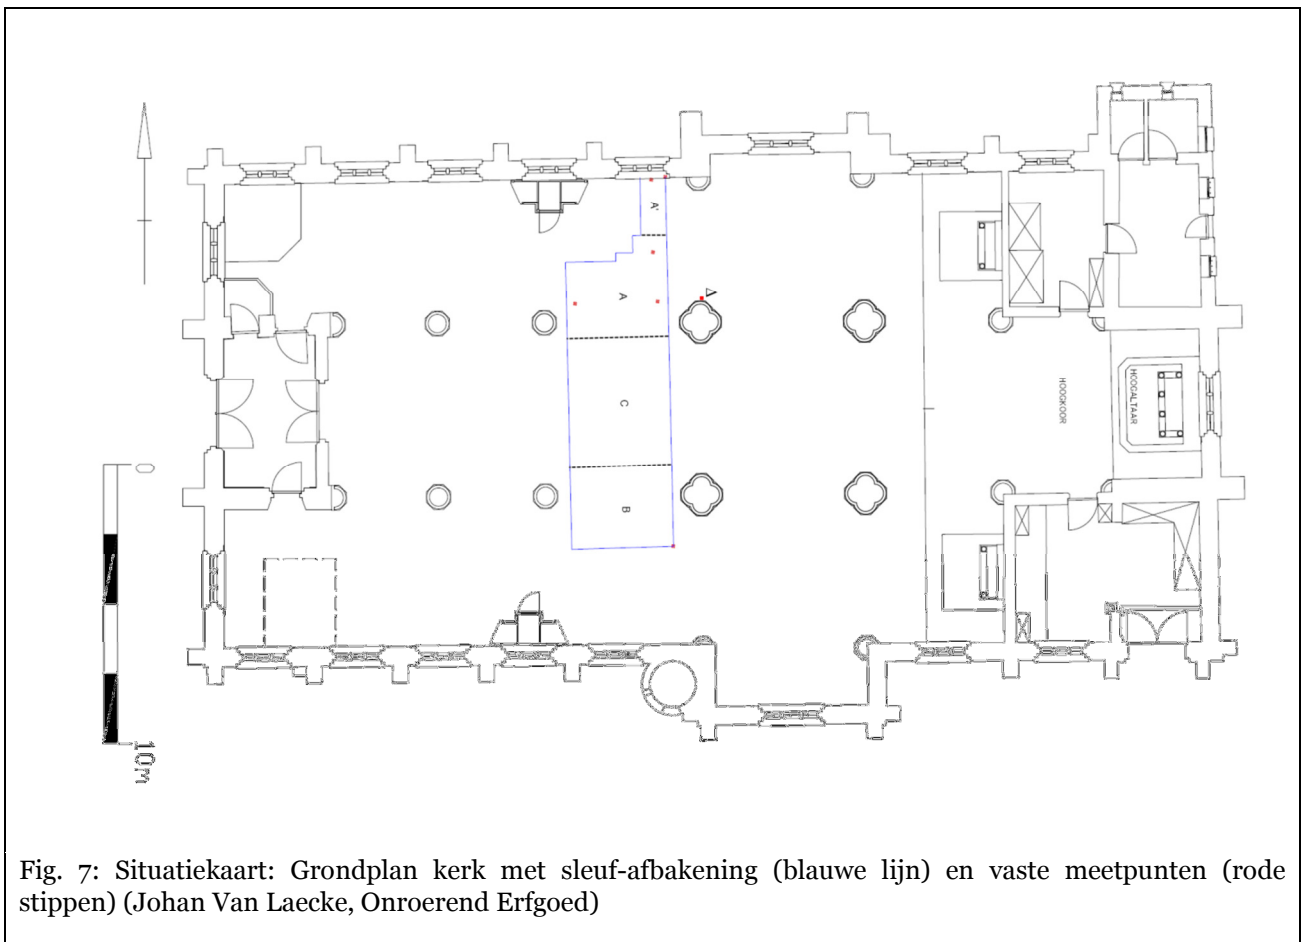 A'
A
Δ
C
HOOGKOOR
HOOGALTAAR
0
B
10m
Fig. 7: Situatiekaart: Grondplan kerk met sleuf-afbakening (blauwe lijn) en vaste meetpunten (rode
stippen) (Johan Van Laecke, Onroerend Erfgoed)